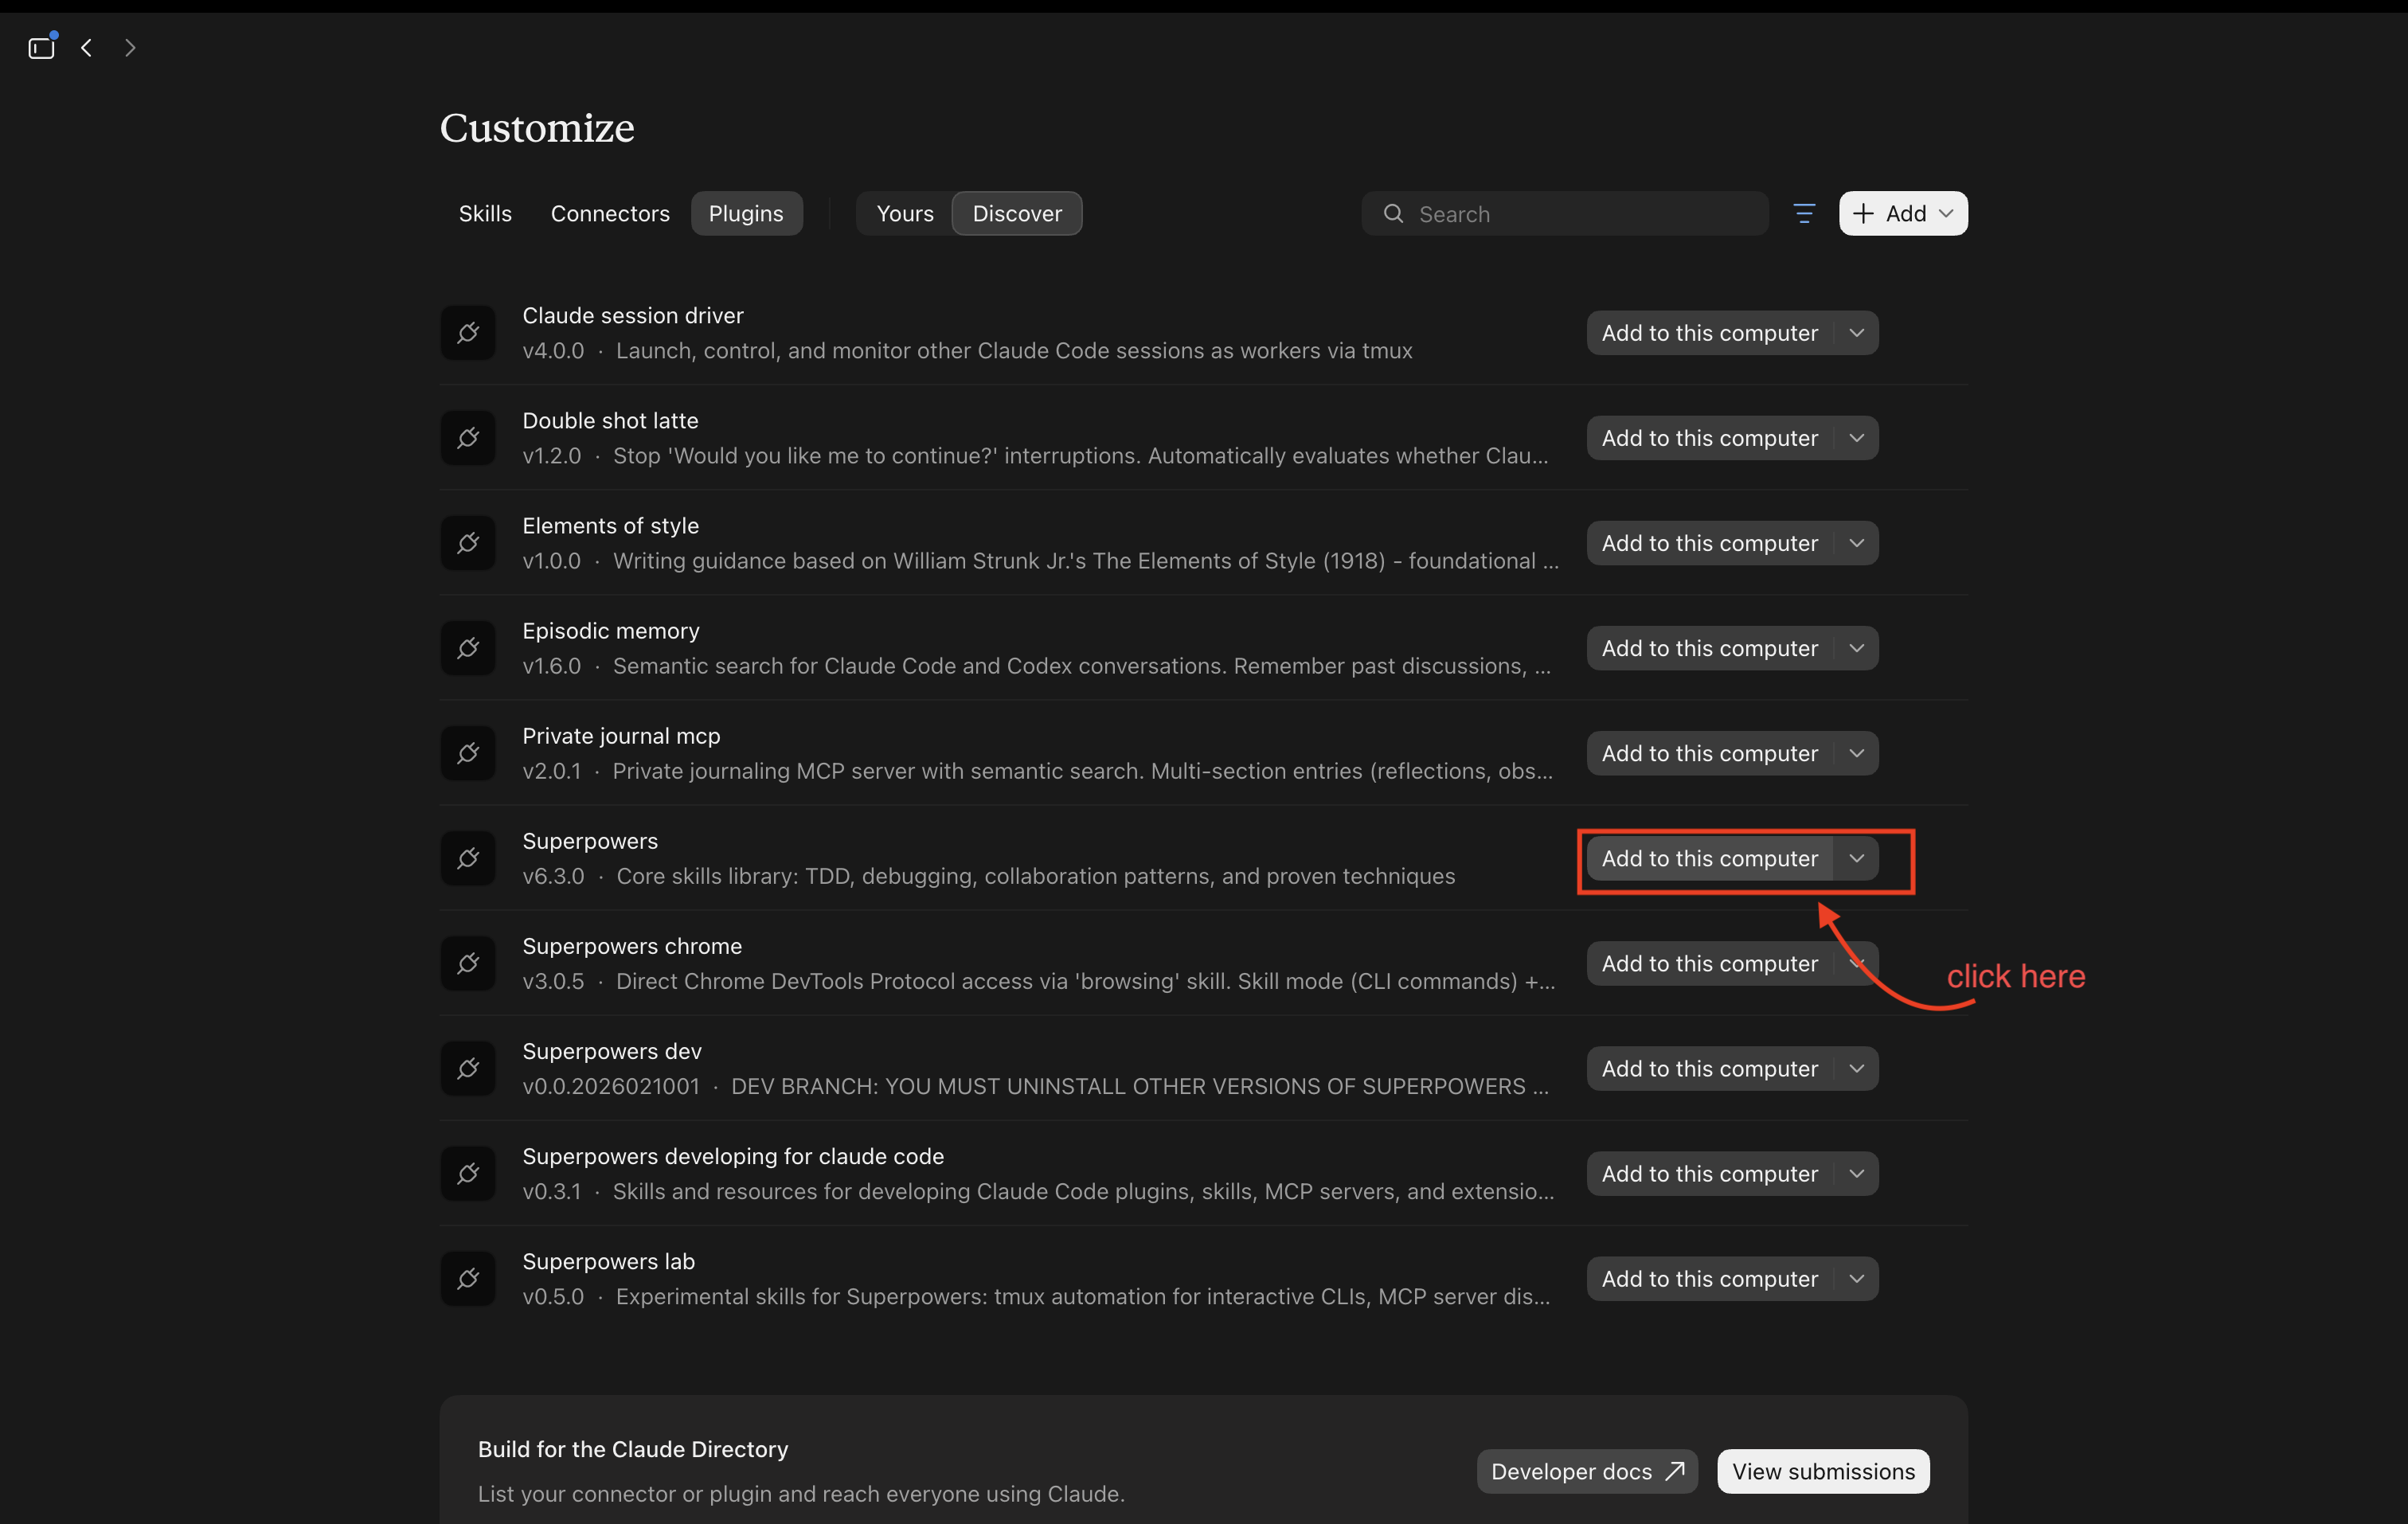 Customize
Skills
Connectors
Plugins
Yours
Discover
Search
Add
Claude session driver
v4.0.0 · Launch, control, and monitor other Claude Code sessions as workers via tmux
Add to this computer
Double shot latte
v1.2.0 · Stop 'Would you like me to continue?' interruptions. Automatically evaluates whether Clau...
Add to this computer
Elements of style
v1.0.0 · Writing guidance based on William Strunk Jr.'s The Elements of Style (1918) - foundational ...
Add to this computer
Episodic memory
v1.6.0 · Semantic search for Claude Code and Codex conversations. Remember past discussions, ...
Add to this computer
Private journal mcp
v2.0.1 · Private journaling MCP server with semantic search. Multi-section entries (reflections, obs...
Add to this computer
Superpowers
v6.3.0 · Core skills library: TDD, debugging, collaboration patterns, and proven techniques
Add to this computer
Superpowers chrome
v3.0.5 · Direct Chrome DevTools Protocol access via 'browsing' skill. Skill mode (CLI commands) +...
Add to this computer
click here
Superpowers dev
v0.0.2026021001 · DEV BRANCH: YOU MUST UNINSTALL OTHER VERSIONS OF SUPERPOWERS ...
Add to this computer
Superpowers developing for claude code
v0.3.1 · Skills and resources for developing Claude Code plugins, skills, MCP servers, and extensio...
Add to this computer
Superpowers lab
v0.5.0 · Experimental skills for Superpowers: tmux automation for interactive CLIs, MCP server dis...
Add to this computer
Build for the Claude Directory
List your connector or plugin and reach everyone using Claude.
Developer docs
View submissions